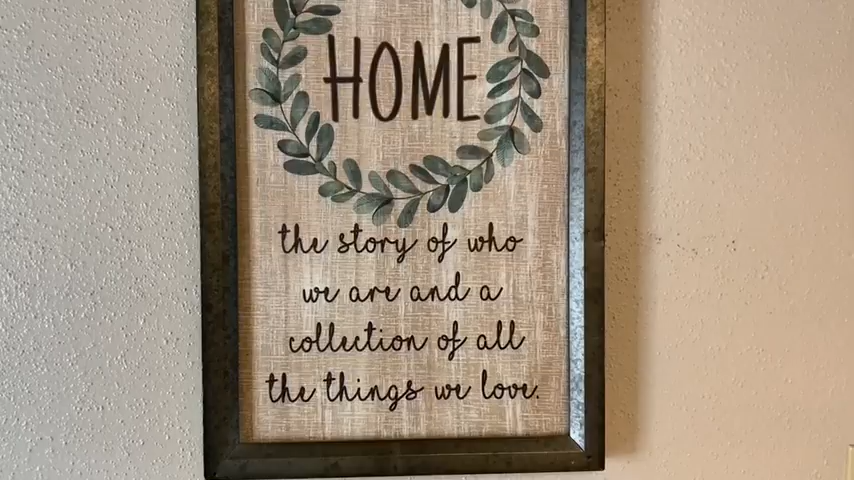 HOME
the story of who
we are and a
collection of all
the things we love.